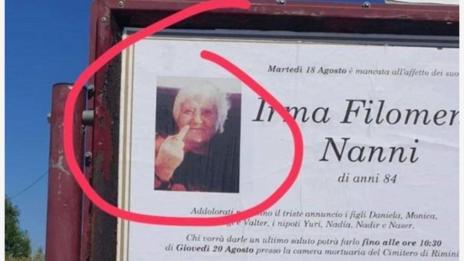 Martedì 18 Agosto è mancata all'affetto dei suo
Irma Filomen
Nanni
di anni 84
Addolorati il triste annuncio i figli Daniela, Monica,
e Valter, i nipoti Yuri, Nadia, Nadir e Naser.
Chi vorrà darle un ultimo saluto potrà farlo fino alle ore 10:30
di Giovedì 20 Agosto presso la camera mortuaria del Cimitero di Rimini